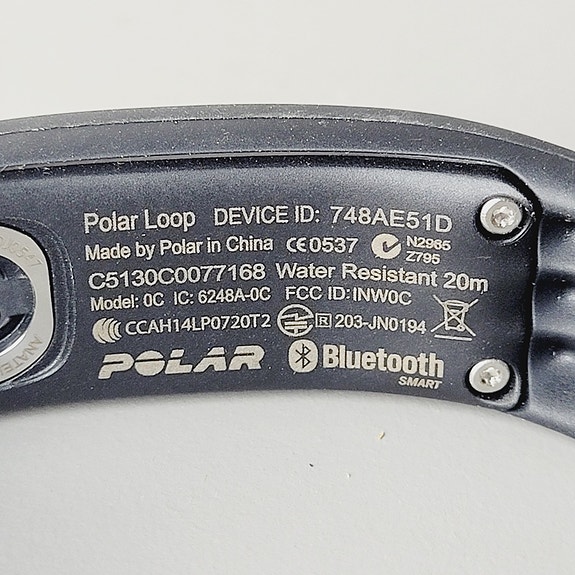 Polar Loop DEVICE ID: 748AE51D
Made by Polar in China CE0537 N2965
Z795
C5130C0077168 Water Resistant 20m
Model: 0C IC: 6248A-0C FCC ID: INW0C
CCAH14LP0720T2 R 203-JN0194
POLAR Bluetooth
SMART